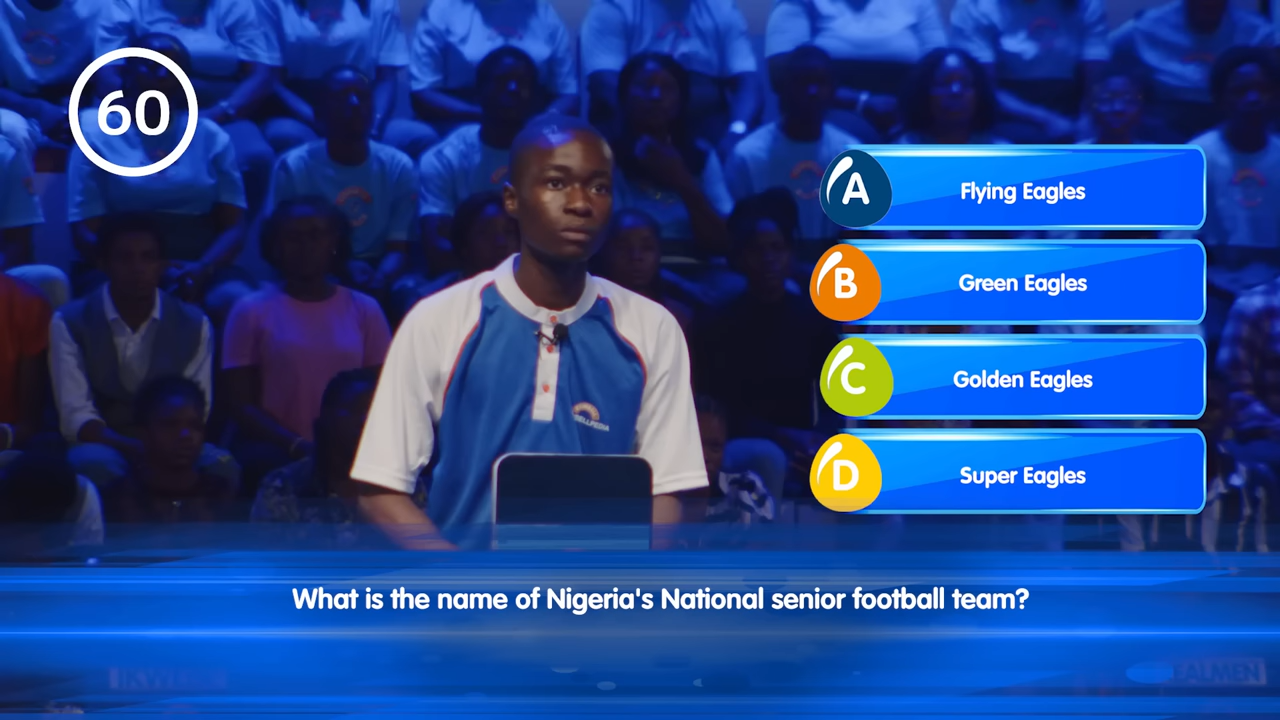 60
A Flying Eagles
B Green Eagles
C Golden Eagles
D Super Eagles
What is the name of Nigeria's National senior football team?